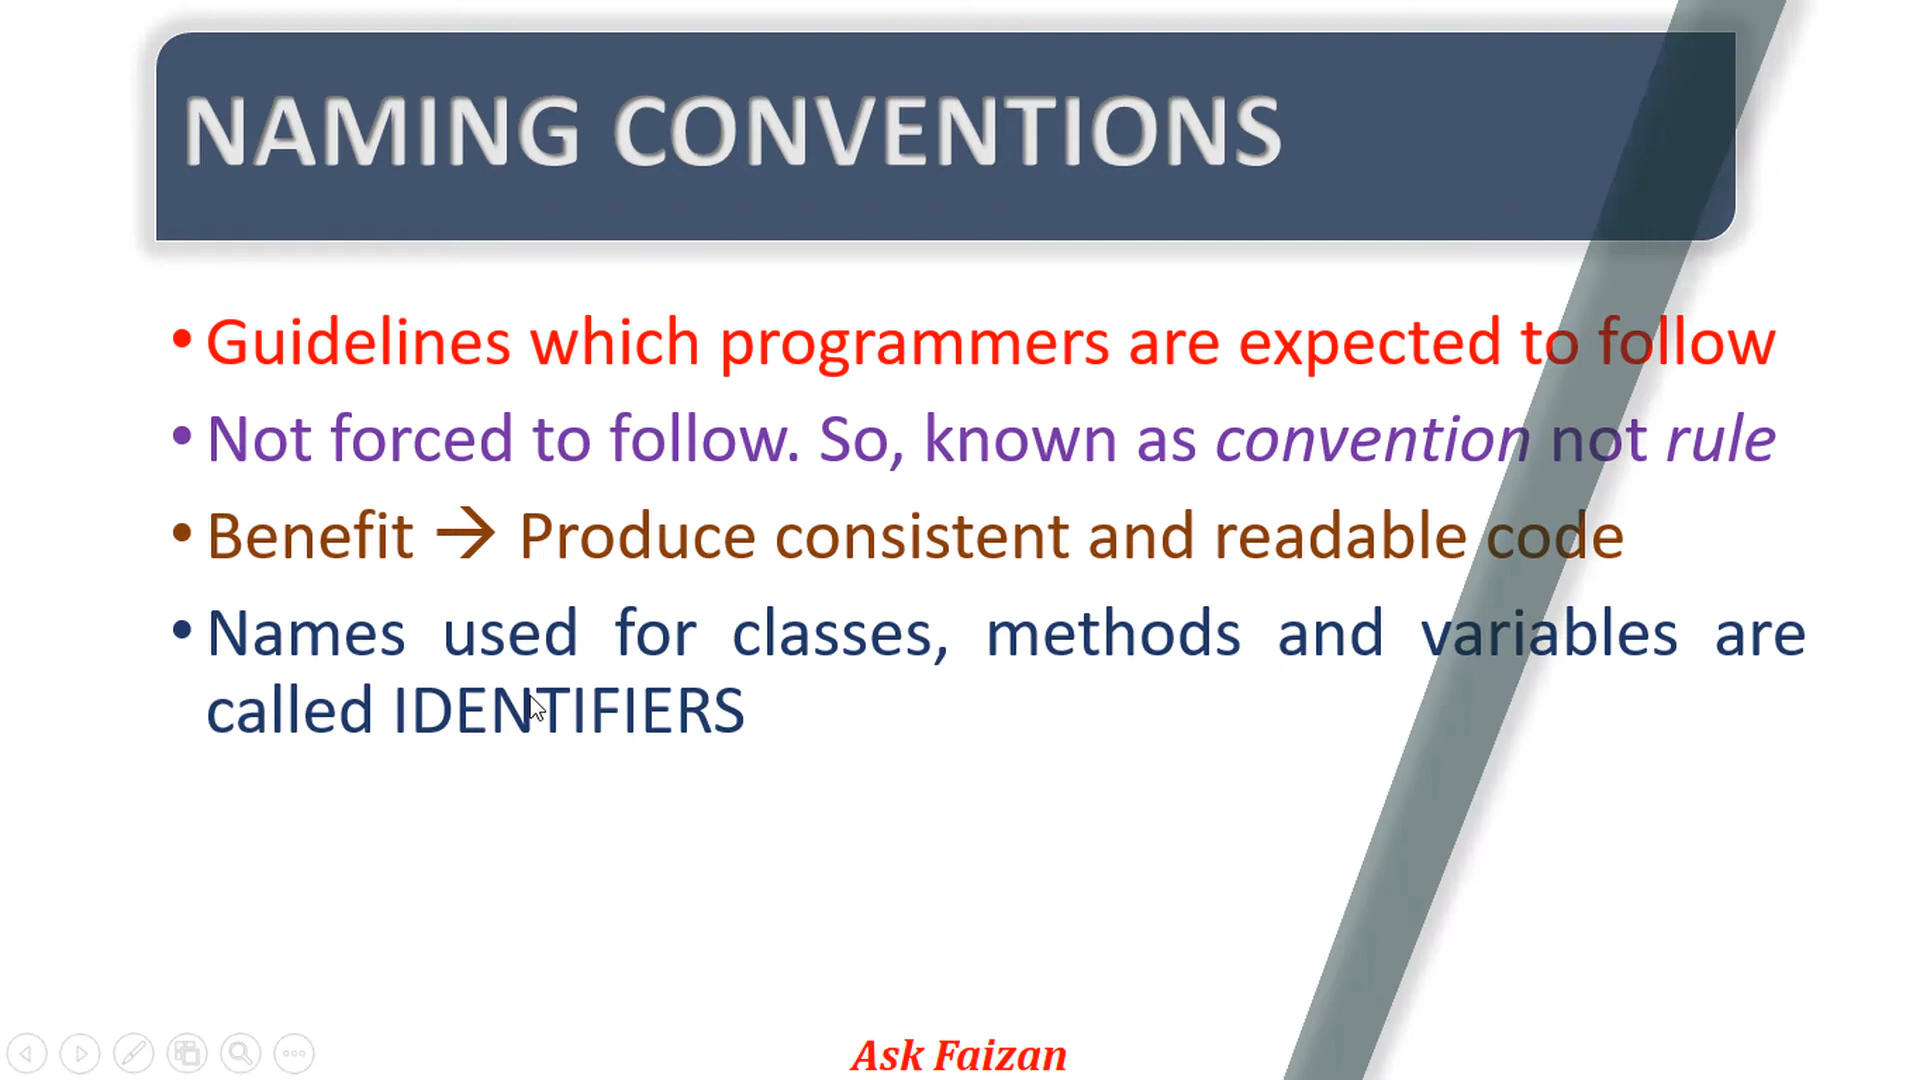 NAMING CONVENTIONS
• Guidelines which programmers are expected to follow
• Not forced to follow. So, known as convention not rule
• Benefit → Produce consistent and readable code
• Names used for classes, methods and variables are
called IDENTIFIERS
Ask Faizan